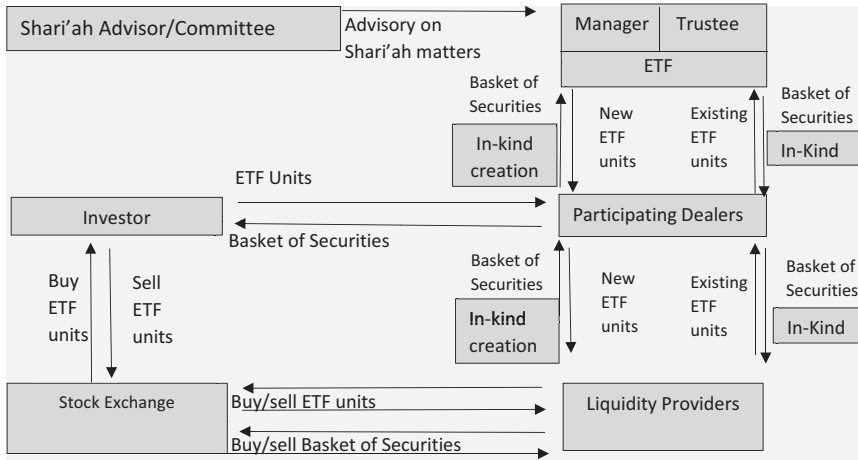 Shari’ah Advisor/Committee
Advisory on
Shari’ah matters
Manager
Trustee
ETF
Basket of
Securities
In-kind
creation
New
ETF
units
Existing
ETF
units
Basket of
Securities
In-Kind
ETF Units
Investor
Basket of Securities
Participating Dealers
Buy
ETF
units
Sell
ETF
units
Basket of
Securities
In-kind
creation
New
ETF
units
Existing
ETF
units
Basket of
Securities
In-Kind
Stock Exchange
Buy/sell ETF units
Buy/sell Basket of Securities
Liquidity Providers